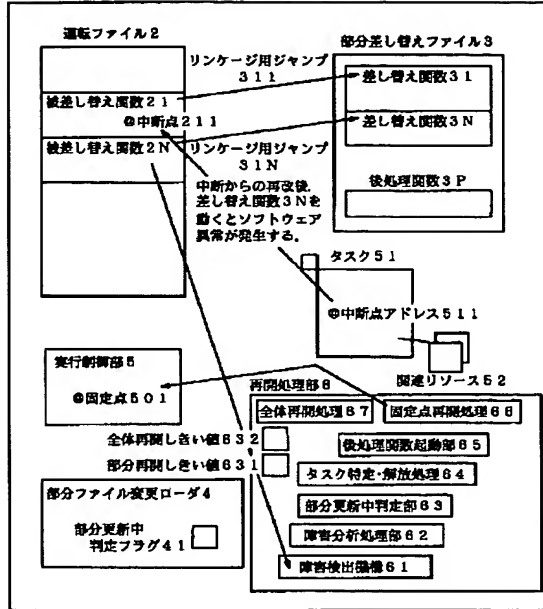 運転ファイル2
リンケージ用ジャンプ
311
部分差し替えファイル3
被差し替え関数21
差し替え関数31
@中断点211
差し替え関数3N
被差し替え関数2N
リンケージ用ジャンプ
31N
中断からの再改後,
差し替え関数3Nを
動くとソフトウェア
異常が発生する.
後処理関数3P
タスク51
@中断点アドレス511
関連リソース52
実行制御部5
@固定点501
再開処理部6
全体再開処理67
固定点再開処理66
全体再開しきい値632
後処理関数起動部65
部分再開しきい値631
タスク特定・解放処理64
部分ファイル変更ローダ4
部分更新中判定部63
部分更新中
判定フラグ41
障害分析処理部62
障害検出機構61